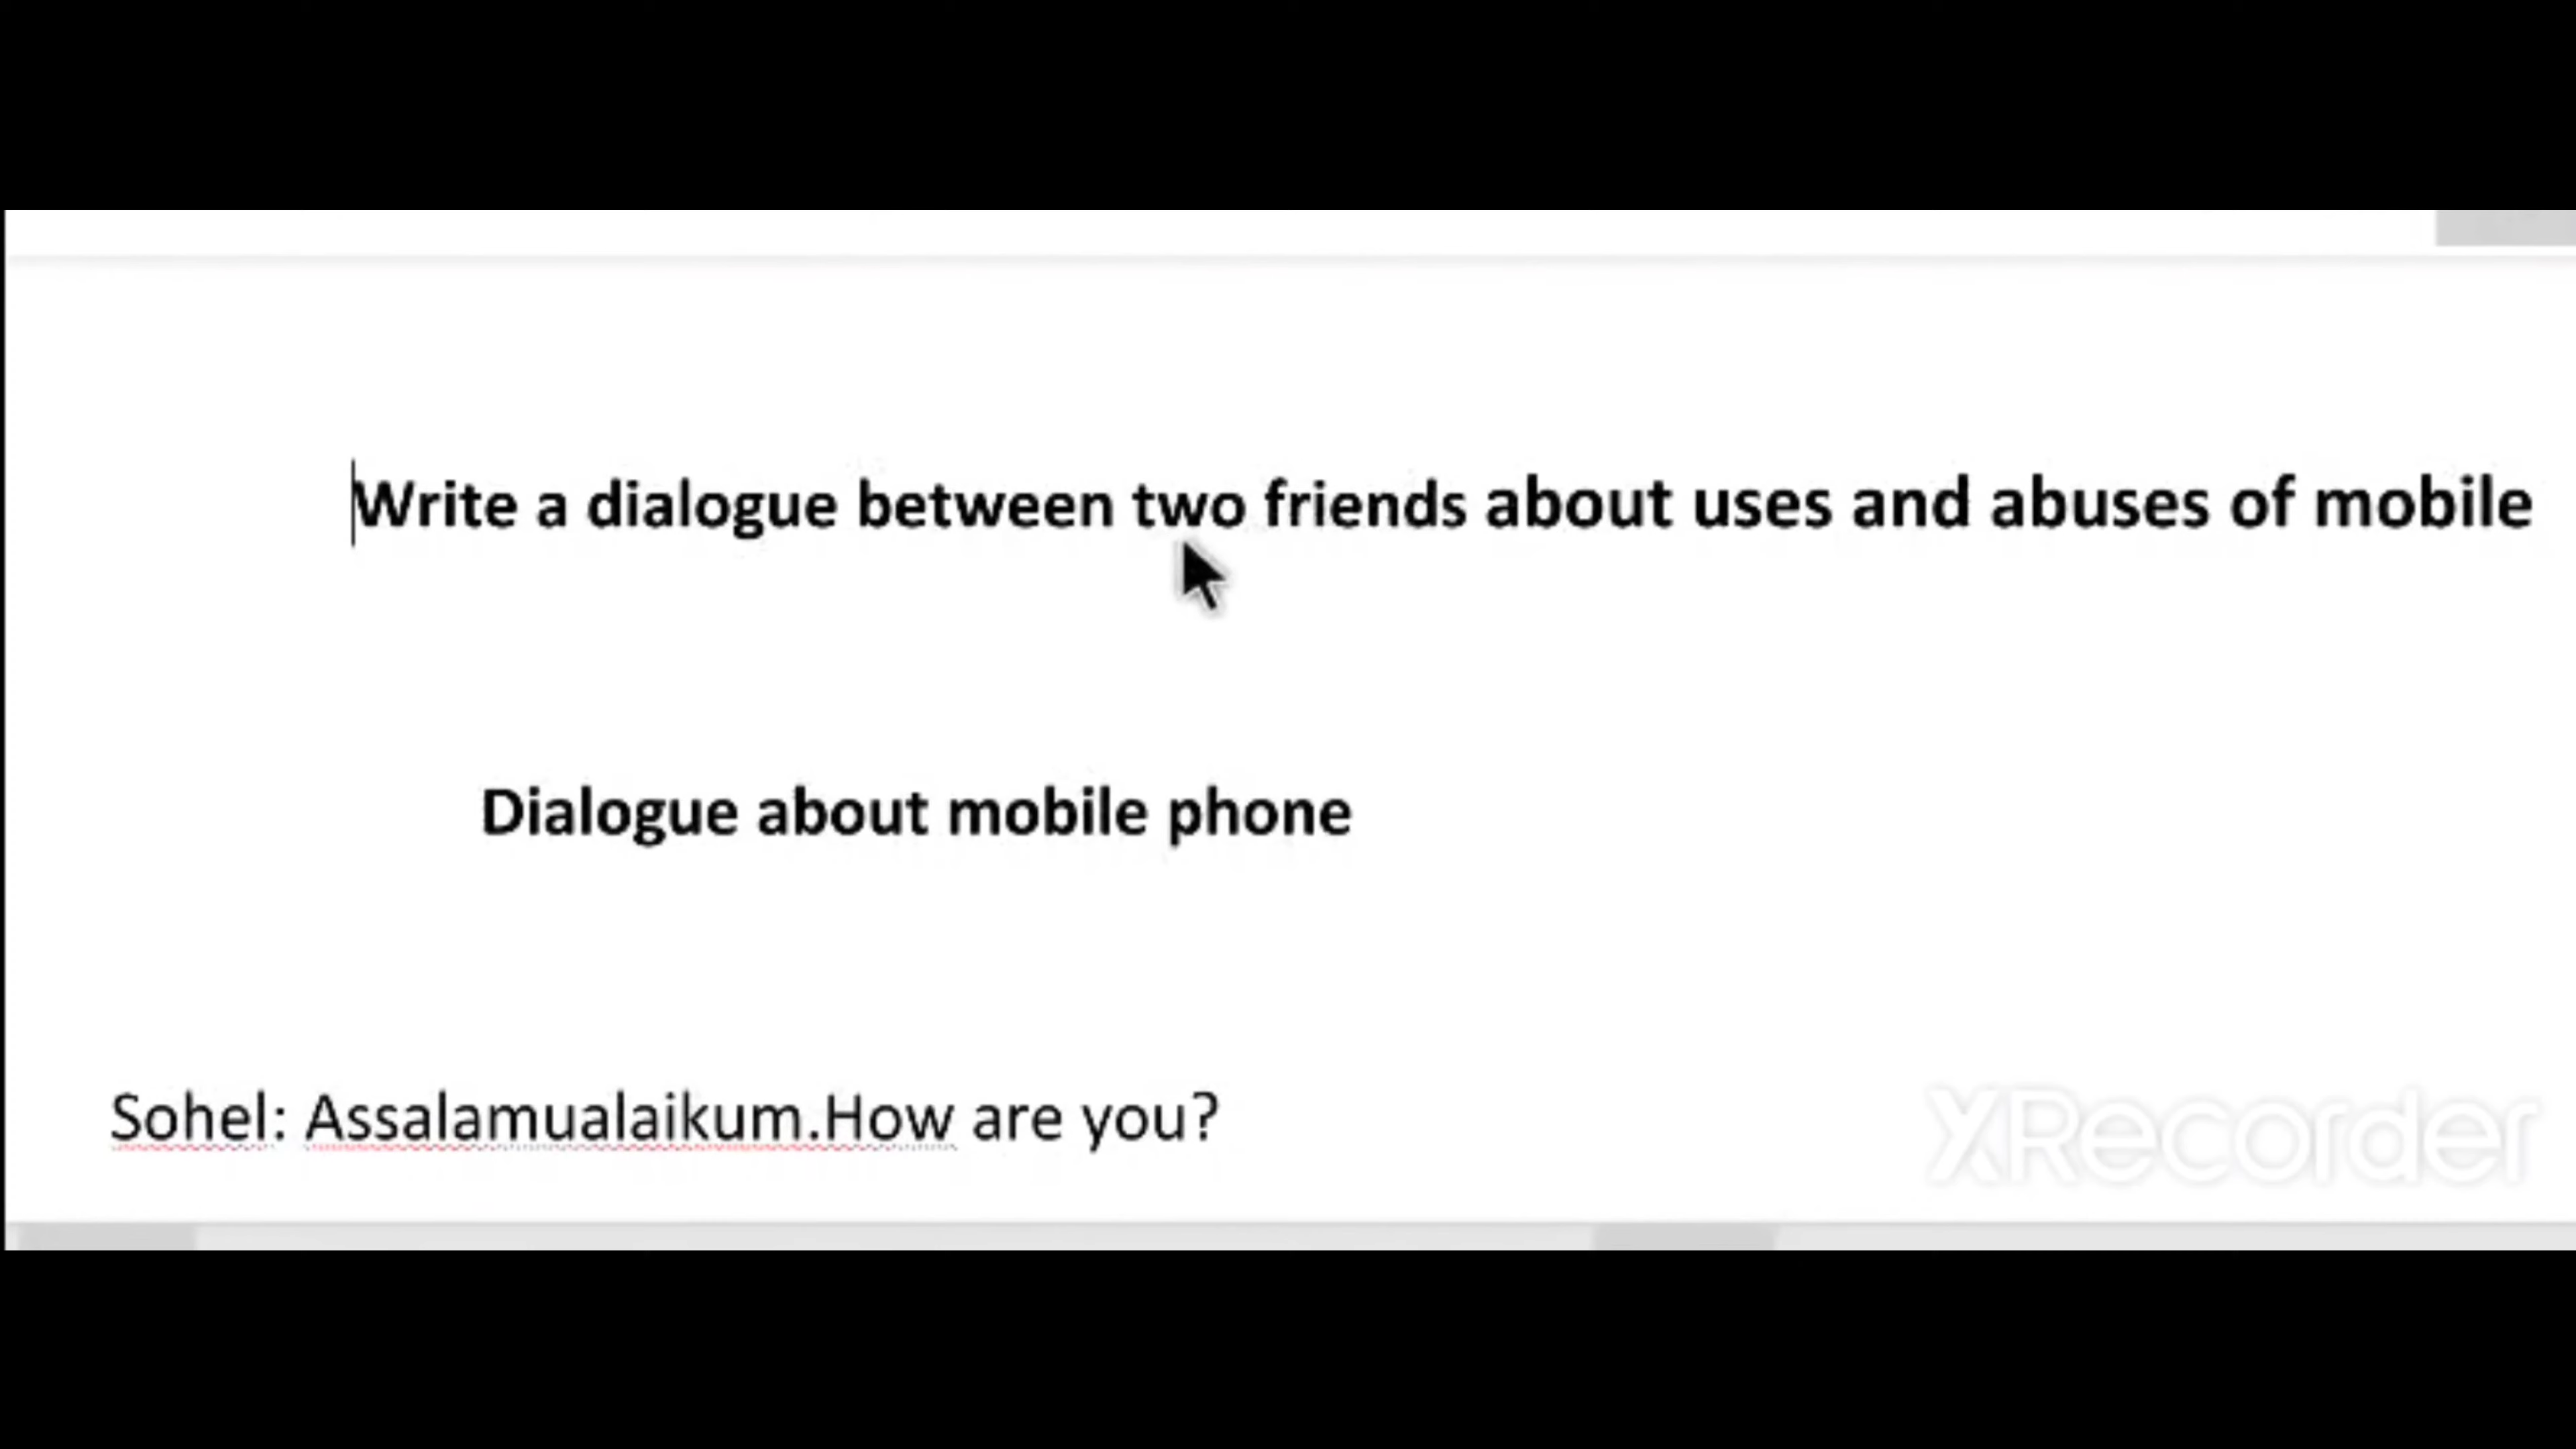 Write a dialogue between two friends about uses and abuses of mobile
Dialogue about mobile phone
Sohel: Assalamualaikum.How are you?
XRecorder